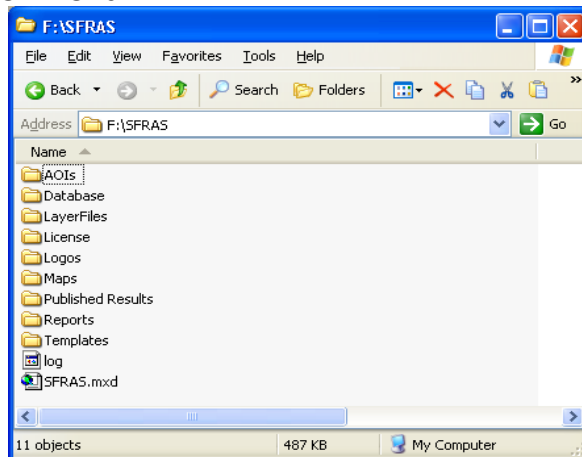 F:\SFRAS
File Edit View Favorites Tools Help
Back Search Folders »
Address F:\SFRAS Go
Name
AOIs
Database
LayerFiles
License
Logos
Maps
Published Results
Reports
Templates
log
SFRAS.mxd
11 objects 487 KB My Computer